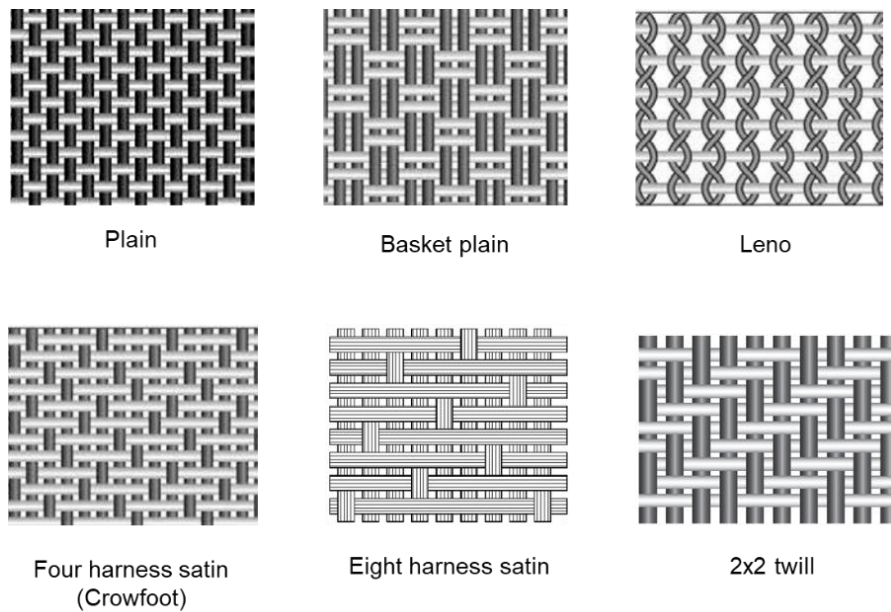 Plain
Basket plain
Leno
Four harness satin
(Crowfoot)
Eight harness satin
2x2 twill